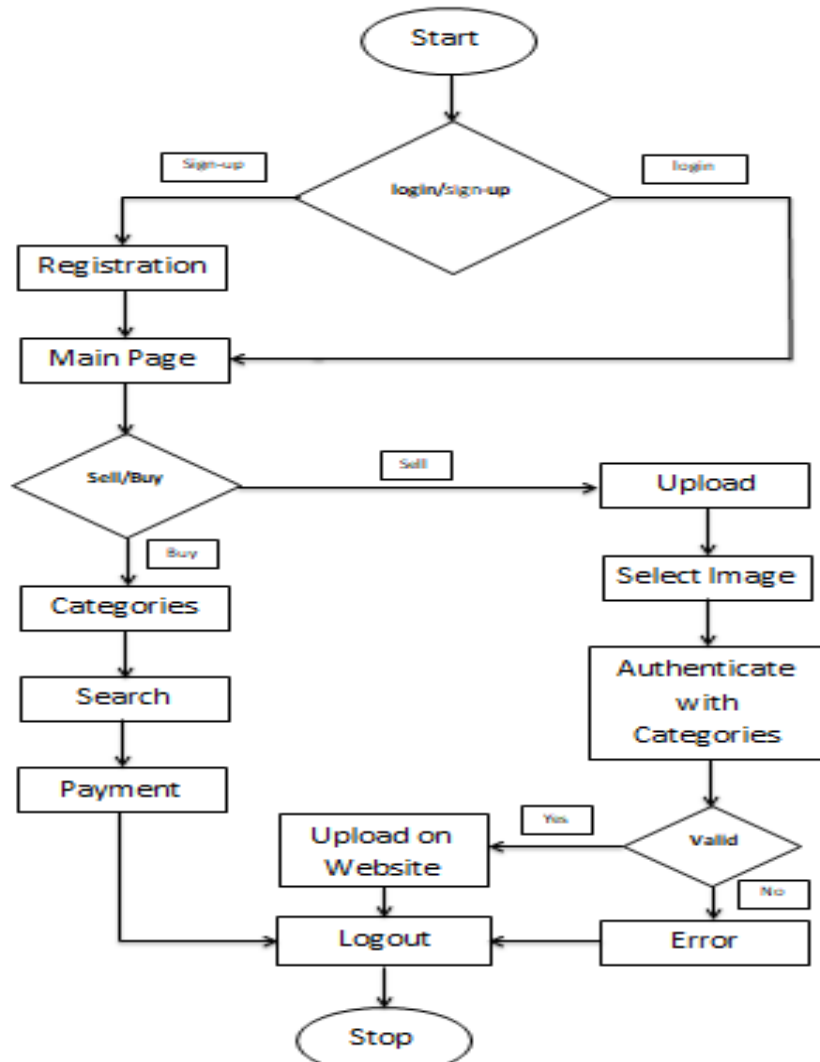 Start
Sign-up
login
login/sign-up
Registration
Main Page
Sell/Buy
Sell
Upload
Buy
Select Image
Categories
Authenticate
with
Categories
Search
Payment
Yes
Upload on
Website
Valid
No
Logout
Error
Stop